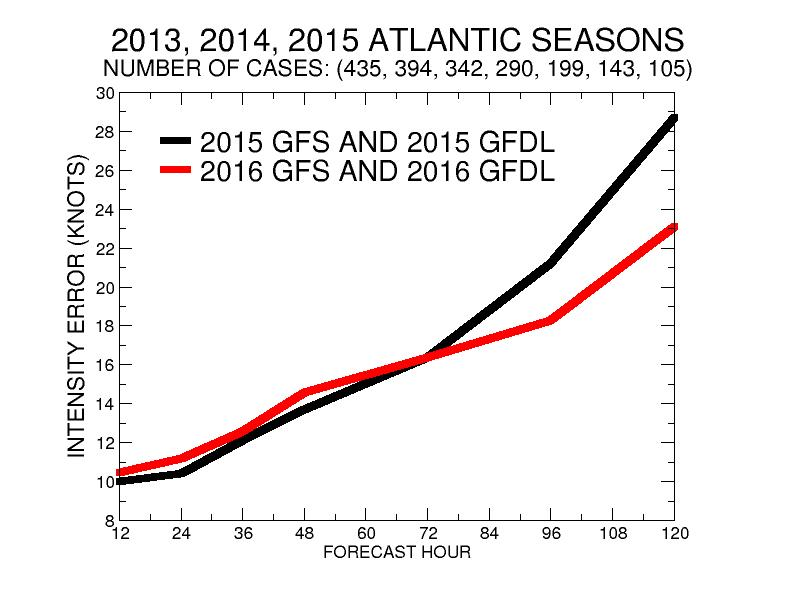 2013, 2014, 2015 ATLANTIC SEASONS
NUMBER OF CASES: (435, 394, 342, 290, 199, 143, 105)
2015 GFS AND 2015 GFDL
2016 GFS AND 2016 GFDL
INTENSITY ERROR (KNOTS)
30
28
26
24
22
20
18
16
14
12
10
8
12 24 36 48 60 72 84 96 108 120
FORECAST HOUR